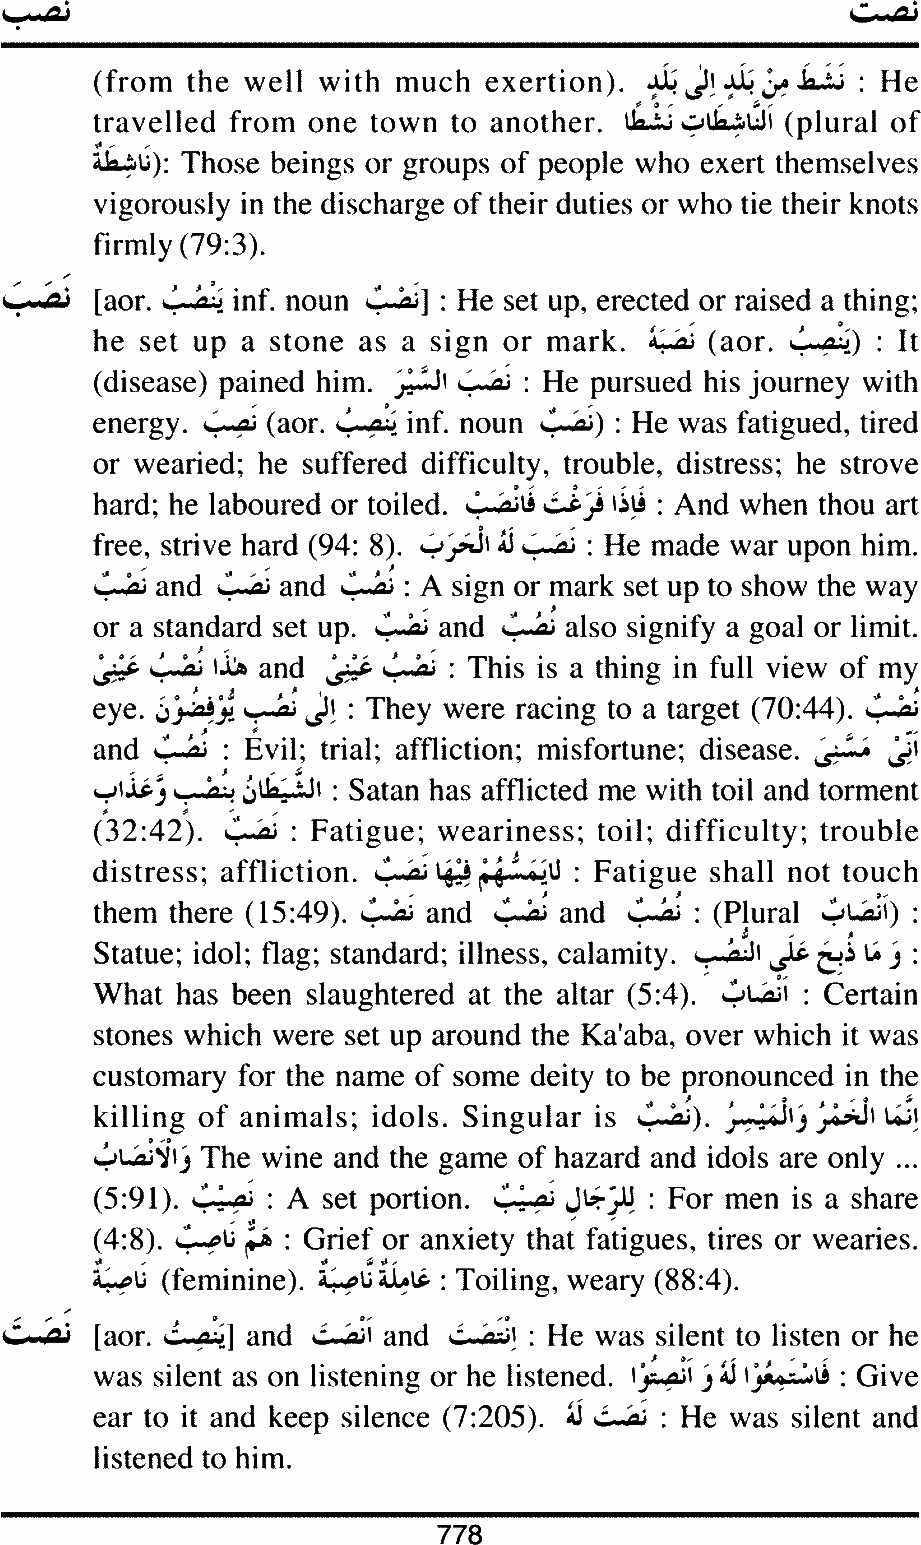 نصب نصت
(from the well with much exertion). نَشَطَ مِنْ بَلَدٍ اِلٰى بَلَدٍ : He
travelled from one town to another. اَلنَّاشِطَاتِ نَشْطًا (plural of
نَاشِطَةٌ): Those beings or groups of people who exert themselves
vigorously in the discharge of their duties or who tie their knots
firmly (79:3).
نَصَبَ [aor. يَنْصُبُ inf. noun نَصْبٌ] : He set up, erected or raised a thing;
he set up a stone as a sign or mark. نَصَبَهُ (aor. يَنْصِبُ) : It
(disease) pained him. نَصَبَ السَّيْرَ : He pursued his journey with
energy. نَصِبَ (aor. يَنْصَبُ inf. noun نَصَبٌ) : He was fatigued, tired
or wearied; he suffered difficulty, trouble, distress; he strove
hard; he laboured or toiled. فَاِذَا فَرَغْتَ فَانْصَبْ : And when thou art
free, strive hard (94: 8). نَصَبَ لَهُ الْحَرَبَ : He made war upon him.
نَصْبٌ and نَصَبٌ and نُصُبٌ : A sign or mark set up to show the way
or a standard set up. نَصْبٌ and نُصُبٌ also signify a goal or limit.
هٰذَا نُصْبُ عَيْنِىْ and نَصْبُ عَيْنِىْ : This is a thing in full view of my
eye. اِلٰى نُصُبٍ يُوْفِضُوْنَ : They were racing to a target (70:44). نُصْبٌ
and نُصُبٌ : Evil; trial; affliction; misfortune; disease. اَنِّىْ مَسَّنِىَ
الشَّيْطَانُ بِنُصْبٍ وَّعَذَابٍ : Satan has afflicted me with toil and torment
(32:42). نَصَبٌ : Fatigue; weariness; toil; difficulty; trouble
distress; affliction. لَايَمَسُّهُمْ فِيْهَا نَصَبٌ : Fatigue shall not touch
them there (15:49). نَصْبٌ and نُصْبٌ and نُصُبٌ : (Plural اَنْصَابٌ) :
Statue; idol; flag; standard; illness, calamity. وَ مَا ذُبِحَ عَلَى النُّصُبِ :
What has been slaughtered at the altar (5:4). اَنْصَابٌ : Certain
stones which were set up around the Ka'aba, over which it was
customary for the name of some deity to be pronounced in the
killing of animals; idols. Singular is نُصْبٌ). اِنَّمَا الْخَمْرُ وَالْمَيْسِرُ
وَالْاَنْصَابُ The wine and the game of hazard and idols are only ...
(5:91). نَصِيْبٌ : A set portion. لِلرِّجَالِ نَصِيْبٌ : For men is a share
(4:8). هَمٌّ نَاصِبٌ : Grief or anxiety that fatigues, tires or wearies.
نَاصِبَةٌ (feminine). عَامِلَةٌ نَّاصِبَةٌ : Toiling, weary (88:4).
نَصَتَ [aor. يَنْصِتُ] and اَنْصَتَ and اِنْتَصَتَ : He was silent to listen or he
was silent as on listening or he listened. فَاسْتَمِعُوْا لَهُ وَ اَنْصِتُوْا : Give
ear to it and keep silence (7:205). نَصَتَ لَهُ : He was silent and
listened to him.
778